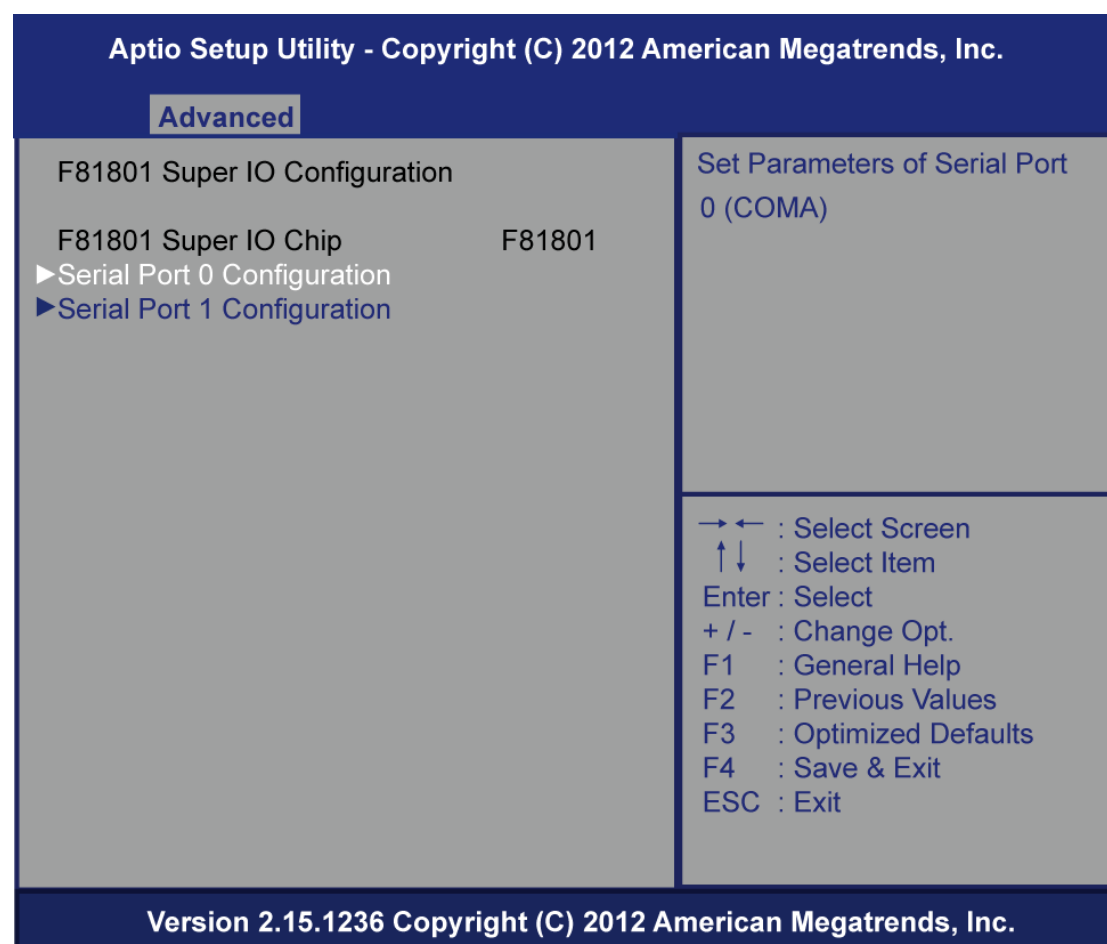 Aptio Setup Utility - Copyright (C) 2012 American Megatrends, Inc.
Advanced
F81801 Super IO Configuration
F81801 Super IO Chip F81801
►Serial Port 0 Configuration
►Serial Port 1 Configuration
Set Parameters of Serial Port
0 (COMA)
→ ← : Select Screen
↑↓ : Select Item
Enter : Select
+ / - : Change Opt.
F1 : General Help
F2 : Previous Values
F3 : Optimized Defaults
F4 : Save & Exit
ESC : Exit
Version 2.15.1236 Copyright (C) 2012 American Megatrends, Inc.